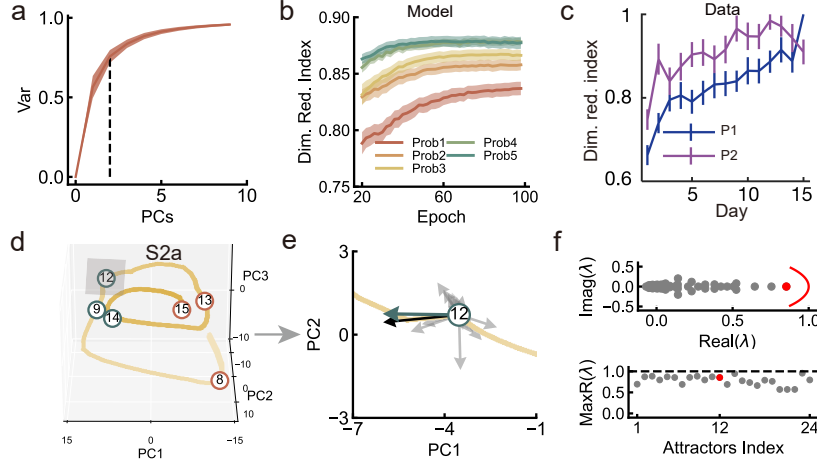 a
1.0
0.5
0.0
Var
0
5
10
PCs
b
Model
0.90
0.85
0.80
0.75
Dim. Red. Index
Prob1
Prob4
Prob2
Prob5
Prob3
20
60
100
Epoch
c
Data
1
0.8
0.6
Dim. red. index
P1
P2
5
10
15
Day
d
S2a
12
13
9
14
15
8
PC3
0
−10
−10
0
PC2
10
15
0
−15
PC1
e
3
0
−3
PC2
12
−7
−4
−1
PC1
f
0.5
0.0
−0.5
Imag(λ)
0.0
0.5
1.0
Real(λ)
1.0
0.5
0.0
MaxR(λ)
1
12
24
Attractors Index